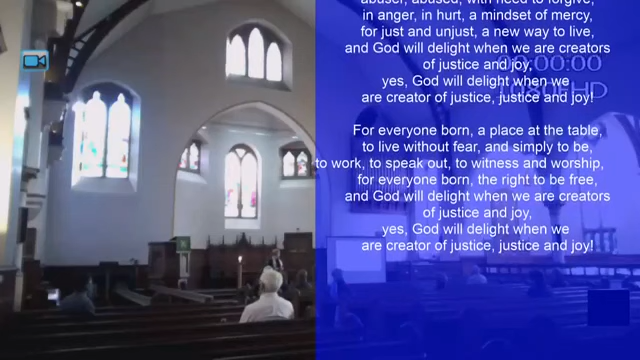 abuser, abused, with need to forgive,
in anger, in hurt, a mindset of mercy,
for just and unjust, a new way to live,
and God will delight when we are creators
of justice and joy,
yes, God will delight when we
are creator of justice, justice and joy!
For everyone born, a place at the table,
to live without fear, and simply to be,
to work, to speak out, to witness and worship,
for everyone born, the right to be free,
and God will delight when we are creators
of justice and joy,
yes, God will delight when we
are creator of justice, justice and joy!
00:00:00
1080FHD